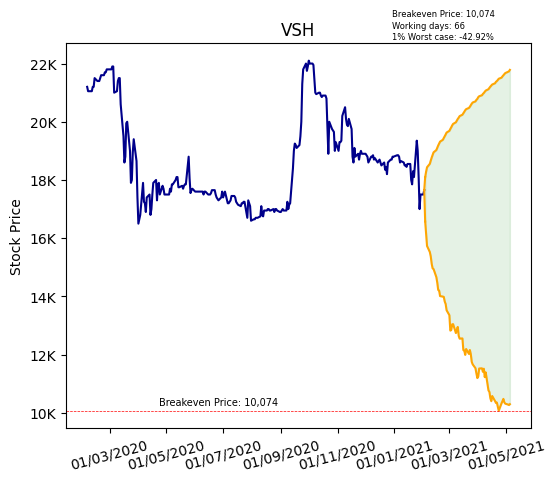 Breakeven Price: 10,074
Working days: 66
1% Worst case: -42.92%
VSH
Stock Price
22K
20K
18K
16K
14K
12K
10K
Breakeven Price: 10,074
01/03/2020
01/05/2020
01/07/2020
01/09/2020
01/11/2020
01/01/2021
01/03/2021
01/05/2021